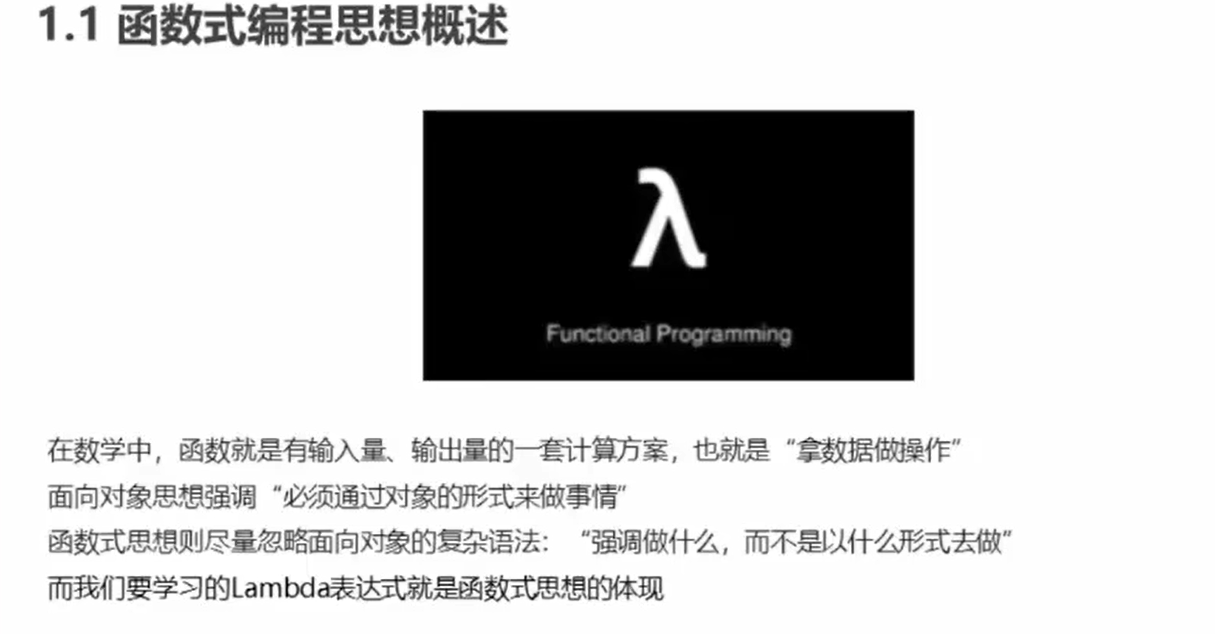 1.1 函数式编程思想概述
λ
Functional Programming
在数学中，函数就是有输入量、输出量的一套计算方案，也就是“拿数据做操作”
面向对象思想强调“必须通过对象的形式来做事情”
函数式思想则尽量忽略面向对象的复杂语法：“强调做什么，而不是以什么形式去做”
而我们要学习的Lambda表达式就是函数式思想的体现